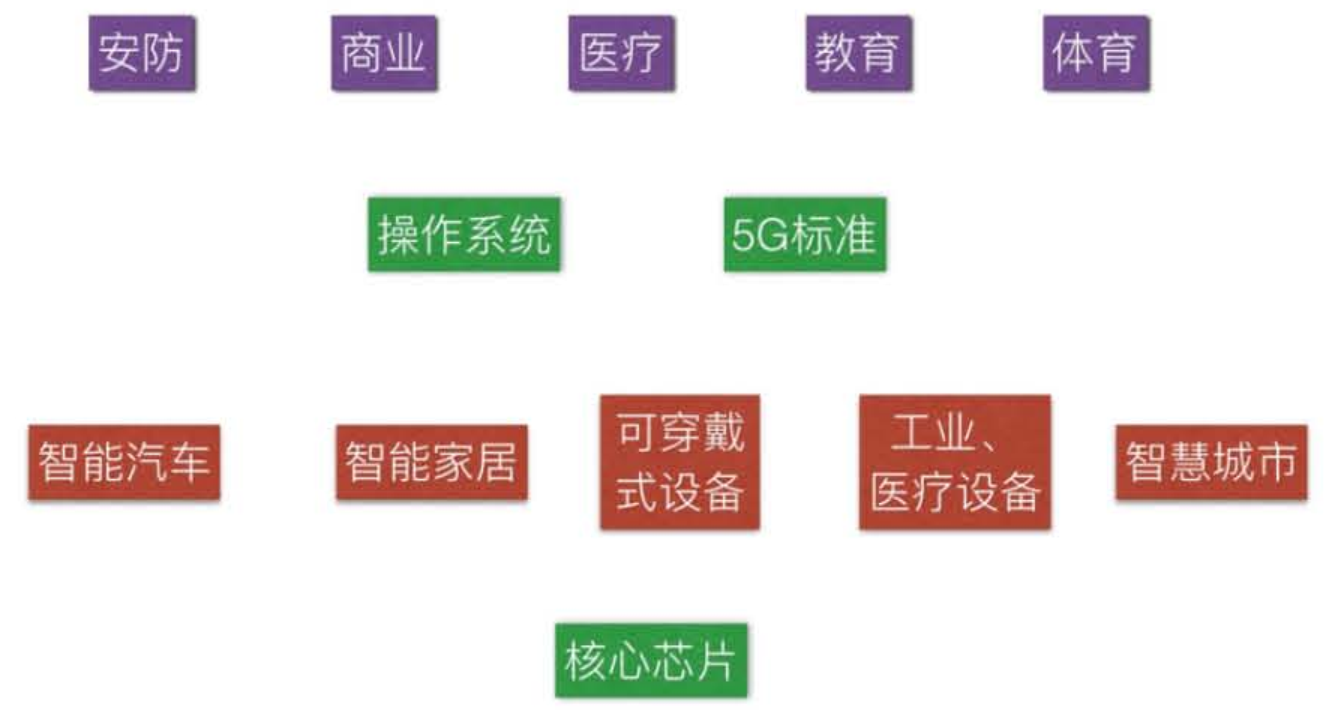 安防
商业
医疗
教育
体育
操作系统
5G标准
智能汽车
智能家居
可穿戴
式设备
工业、
医疗设备
智慧城市
核心芯片